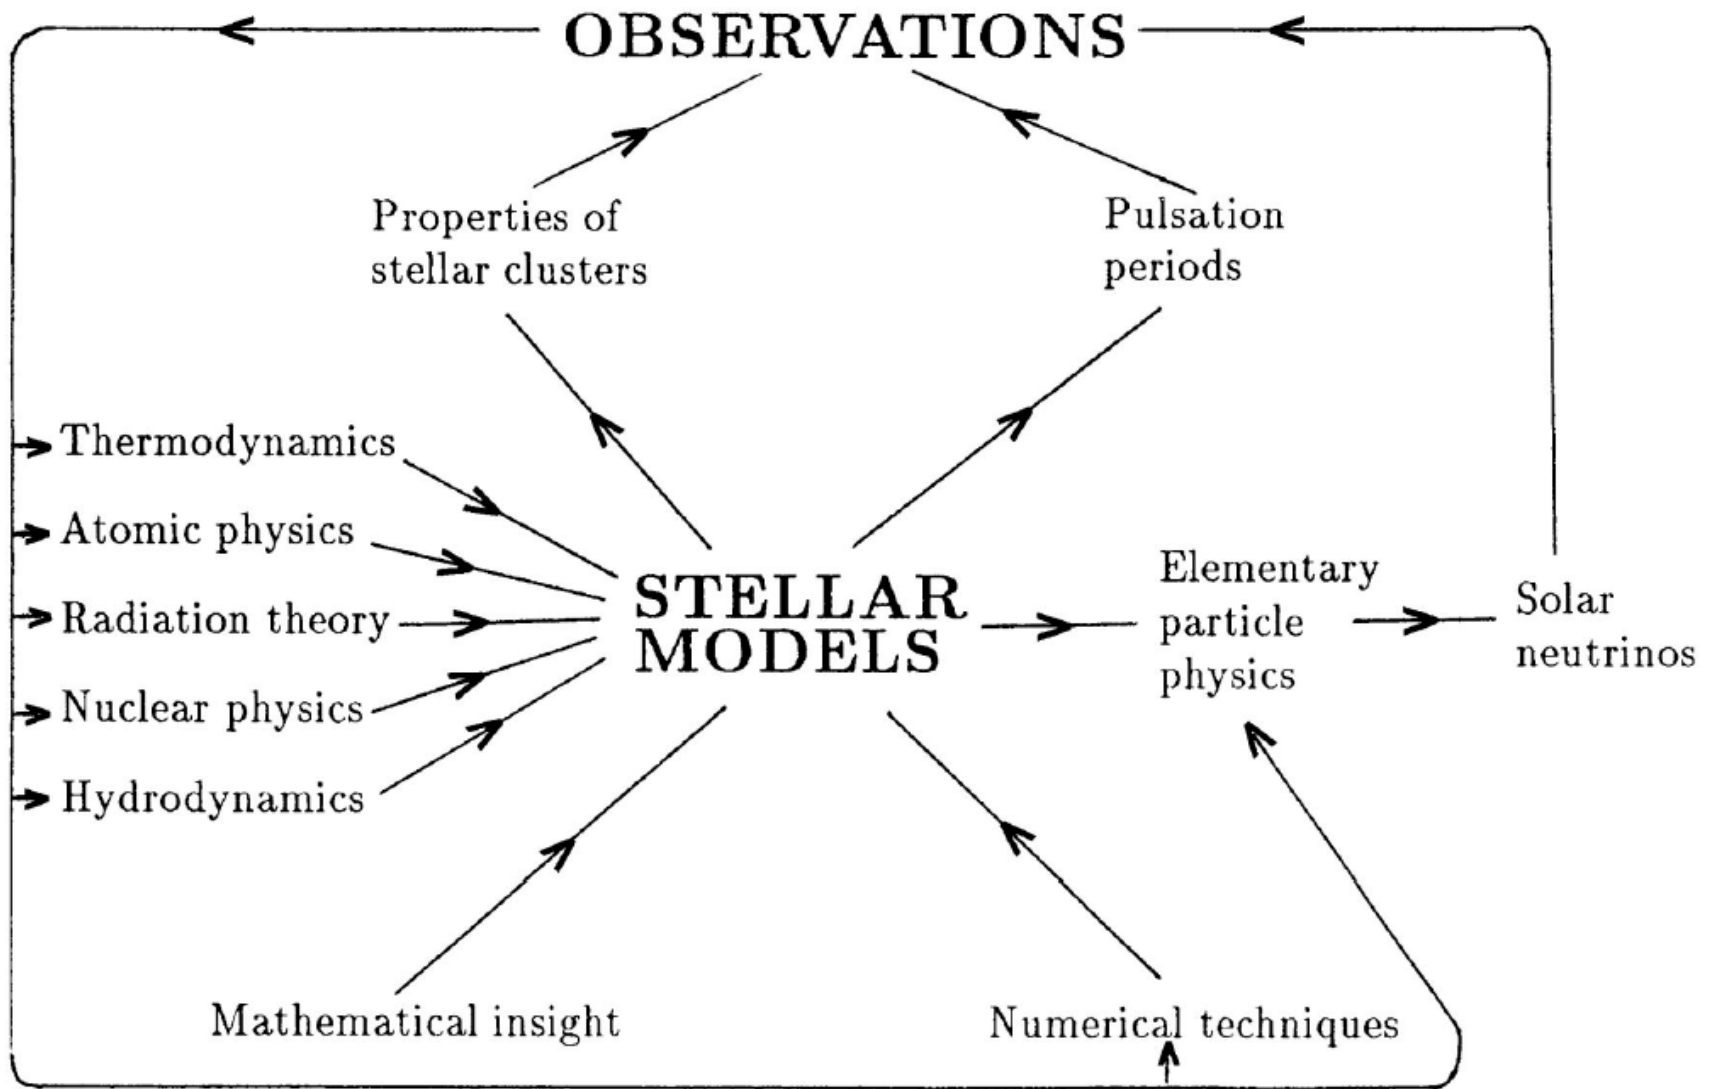 OBSERVATIONS
Properties of
stellar clusters
Pulsation
periods
Thermodynamics
Atomic physics
Radiation theory
Nuclear physics
Hydrodynamics
STELLAR
MODELS
Elementary
particle
physics
Solar
neutrinos
Mathematical insight
Numerical techniques